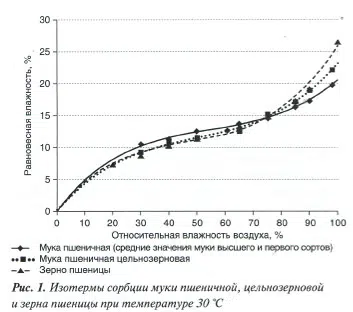 30
25
20
15
10
5
0
Равновесная влажность, %
0 10 20 30 40 50 60 70 80 90 100
Относительная влажность воздуха, %
Мука пшеничная (средние значения муки высшего и первого сортов)
Мука пшеничная цельнозерновая
Зерно пшеницы
Рис. 1. Изотермы сорбции муки пшеничной, цельнозерновой
и зерна пшеницы при температуре 30 °С